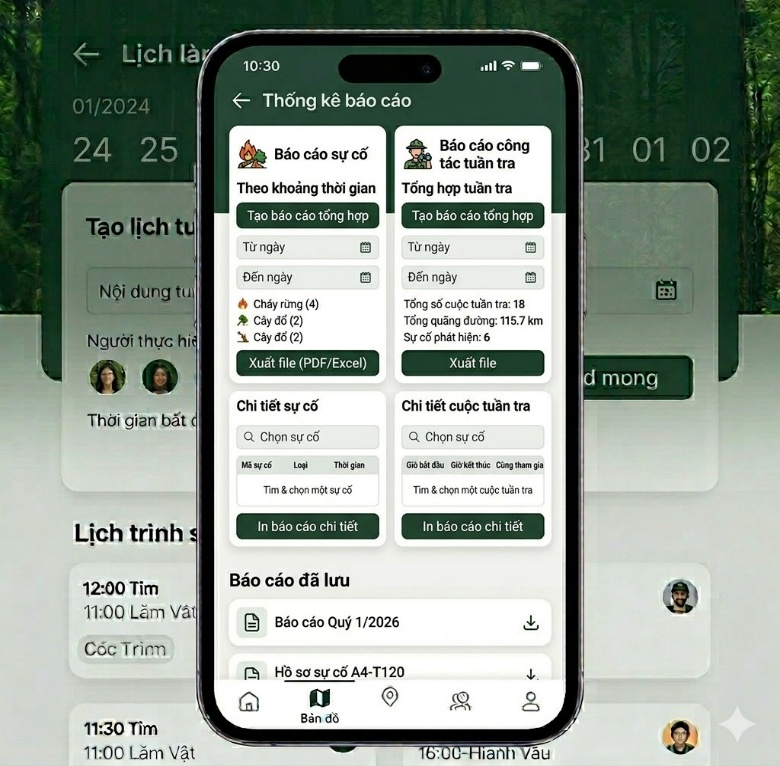 Lịch làn
01/2024
24 25
31 01 02
Tạo lịch tu
Nội dung tu
Người thực hiệ
Thời gian bắt đ
d mong
Lịch trình s
12:00 Tim
11:00 Lăm Vật
Cốc Trìm
11:30 Tim
11:00 Lăm Vật
16:00-Hianh Vãu
10:30
Thống kê báo cáo
Báo cáo sự cố
Theo khoảng thời gian
Tạo báo cáo tổng hợp
Từ ngày
Đến ngày
Cháy rừng (4)
Cây đổ (2)
Cây đổ (2)
Xuất file (PDF/Excel)
Báo cáo công
tác tuần tra
Tổng hợp tuần tra
Tạo báo cáo tổng hợp
Từ ngày
Đến ngày
Tổng số cuộc tuần tra: 18
Tổng quãng đường: 115.7 km
Sự cố phát hiện: 6
Xuất file
Chi tiết sự cố
Chọn sự cố
Mã sự cố Loại Thời gian
Tìm & chọn một sự cố
In báo cáo chi tiết
Chi tiết cuộc tuần tra
Chọn sự cố
Giờ bắt đầu Giờ kết thúc Cùng tham gia
Tìm & chọn một cuộc tuần tra
In báo cáo chi tiết
Báo cáo đã lưu
Báo cáo Quý 1/2026
Hồ sơ sự cố A4-T120
Bản đồ